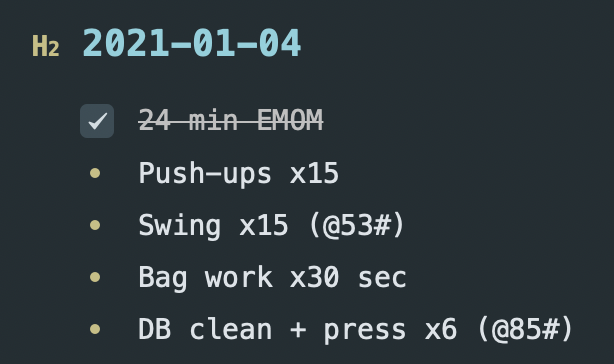 H2 2021-01-04
24 min EMOM
Push-ups x15
Swing x15 (@53#)
Bag work x30 sec
DB clean + press x6 (@85#)